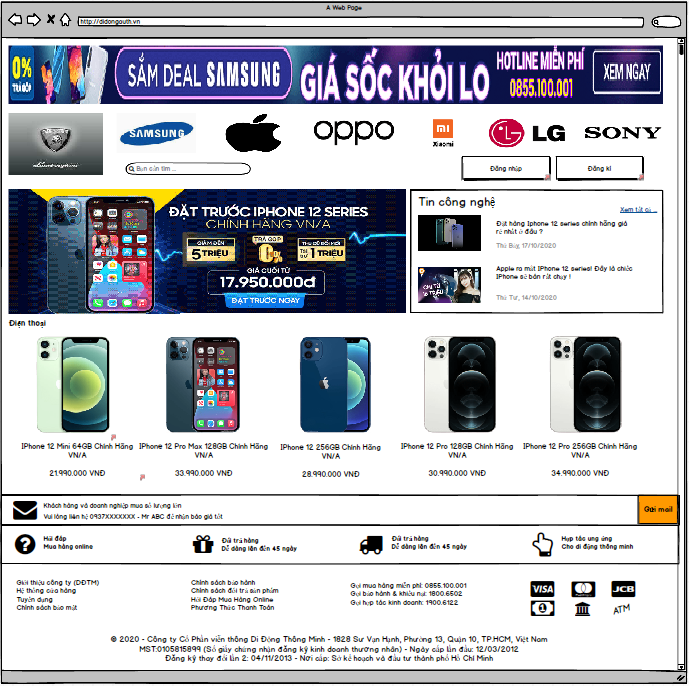 A Web Page
http://didongouth.vn
0%
TRẢ GÓP
SẮM DEAL SAMSUNG
GIÁ SỐC KHỎI LO
HOTLINE MIỄN PHÍ
0855.100.001
XEM NGAY
SAMSUNG
oppo
mi
Xiaomi
LG
SONY
Bạn cần tìm ...
Đăng nhập
Đăng kí
ĐẶT TRƯỚC IPHONE 12 SERIES
CHÍNH HÃNG VN/A
GIẢM ĐẾN
5 TRIỆU
TRẢ GÓP
0%
THU CŨ ĐỔI MỚI
1 TRIỆU
GIÁ CUỐI TỪ
17.950.000đ
ĐẶT TRƯỚC NGAY
Tin công nghệ
Xem tất cả ...
Đặt hàng Iphone 12 series chính hãng giá
rẻ nhất ở đâu ?
Thứ Bảy, 17/10/2020
Apple ra mắt IPhone 12 series! Đây là chiếc
IPhone sẽ bán rất chạy !
Thứ Tư, 14/10/2020
Điện thoại
IPhone 12 Mini 64GB Chính Hãng
VN/A
21.990.000 VNĐ
IPhone 12 Pro Max 128GB Chính Hãng
VN/A
33.990.000 VNĐ
IPhone 12 256GB Chính Hãng
VN/A
28.990.000 VNĐ
IPhone 12 Pro 128GB Chính Hãng
VN/A
30.990.000 VNĐ
IPhone 12 Pro 256GB Chính Hãng
VN/A
34.990.000 VNĐ
Khách hàng và doanh nghiệp mua số lượng lớn
Vui lòng liên hệ 0937XXXXXXX - Mr ABC để nhận báo giá tốt
Gửi mail
Hỏi đáp
Mua hàng online
Đổi trả hàng
Dễ dàng lên đến 45 ngày
Đổi trả hàng
Dễ dàng lên đến 45 ngày
Hợp tác ung ứng
Cho di động thông minh
Giới thiệu công ty (DĐTM)
Hệ thống cửa hàng
Tuyển dụng
Chính sách bảo mật
Chính sách bảo hành
Chính sách đổi trả sản phẩm
Hỏi Đáp Mua Hàng Online
Phương Thức Thanh Toán
Gọi mua hàng miễn phí: 0855.100.001
Gọi bảo hành & khiếu nại: 1800.6502
Gọi hợp tác kinh doanh: 1900.6122
VISA
JCB
ATM
© 2020 - Công ty Cổ Phần viễn thông Di Động Thông Minh - 1828 Sư Vạn Hạnh, Phường 13, Quận 10, TP.HCM, Việt Nam
MST:0105815899 (Sổ giấy chứng nhận đăng ký kinh doanh thương nhân) - Ngày cấp lần đầu: 12/03/2012
Đăng ký thay đổi lần 2: 04/11/2013 - Nơi cấp: Sở kế hoạch và đầu tư thành phố Hồ Chí Minh